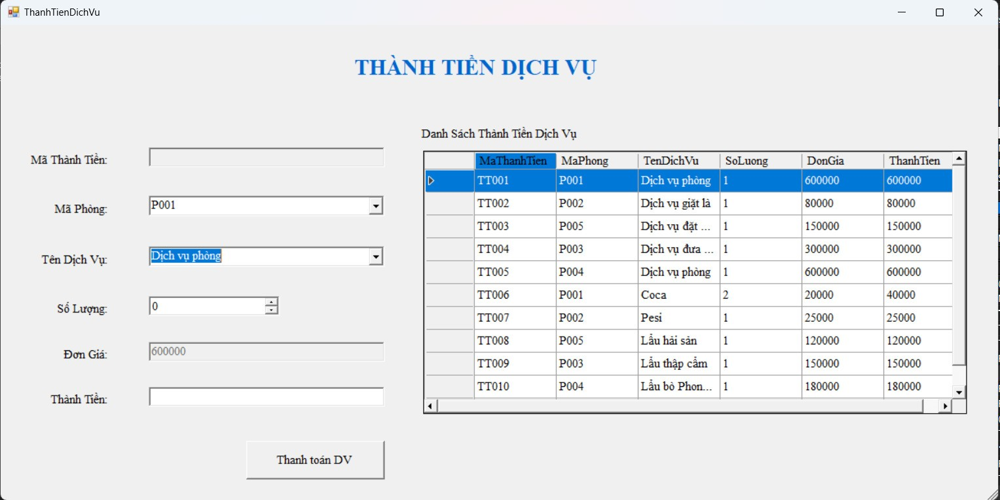 ThanhTienDichVu
THÀNH TIỀN DỊCH VỤ
Mã Thành Tiền:
Mã Phòng: P001
Tên Dịch Vụ: Dịch vụ phòng
Số Lượng: 0
Đơn Giá: 600000
Thành Tiền:
Thanh toán DV
Danh Sách Thành Tiền Dịch Vụ
MaThanhTien MaPhong TenDichVu SoLuong DonGia ThanhTien
TT001 P001 Dịch vụ phòng 1 600000 600000
TT002 P002 Dịch vụ giặt là 1 80000 80000
TT003 P005 Dịch vụ đặt ... 1 150000 150000
TT004 P003 Dịch vụ đưa ... 1 300000 300000
TT005 P004 Dịch vụ phòng 1 600000 600000
TT006 P001 Coca 2 20000 40000
TT007 P002 Pesi 1 25000 25000
TT008 P005 Lẩu hải sản 1 120000 120000
TT009 P003 Lẩu thập cẩm 1 150000 150000
TT010 P004 Lẩu bò Phon... 1 180000 180000